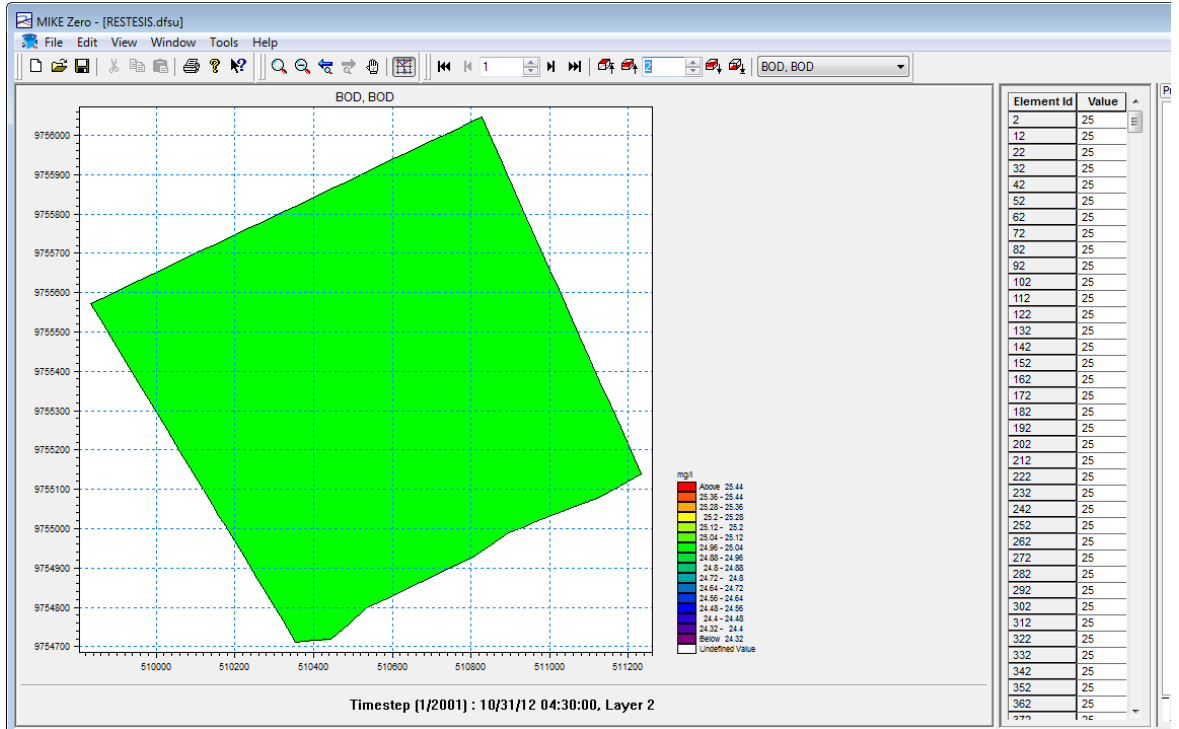 MIKE Zero - [RESTESIS.dfsu]
File Edit View Window Tools Help
1 2 BOD, BOD
BOD, BOD
9756000
9755900
9755800
9755700
9755600
9755500
9755400
9755300
9755200
9755100
9755000
9754900
9754800
9754700
510000 510200 510400 510600 510800 511000 511200
mg/l
Above 25.44
25.36 - 25.44
25.28 - 25.36
25.2 - 25.28
25.12 - 25.2
25.04 - 25.12
24.96 - 25.04
24.88 - 24.96
24.8 - 24.88
24.72 - 24.8
24.64 - 24.72
24.56 - 24.64
24.48 - 24.56
24.4 - 24.48
24.32 - 24.4
Below 24.32
Undefined Value
Timestep (1/2001) : 10/31/12 04:30:00, Layer 2
Element Id Value
2 25
12 25
22 25
32 25
42 25
52 25
62 25
72 25
82 25
92 25
102 25
112 25
122 25
132 25
142 25
152 25
162 25
172 25
182 25
192 25
202 25
212 25
222 25
232 25
242 25
252 25
262 25
272 25
282 25
292 25
302 25
312 25
322 25
332 25
342 25
352 25
362 25
372 25